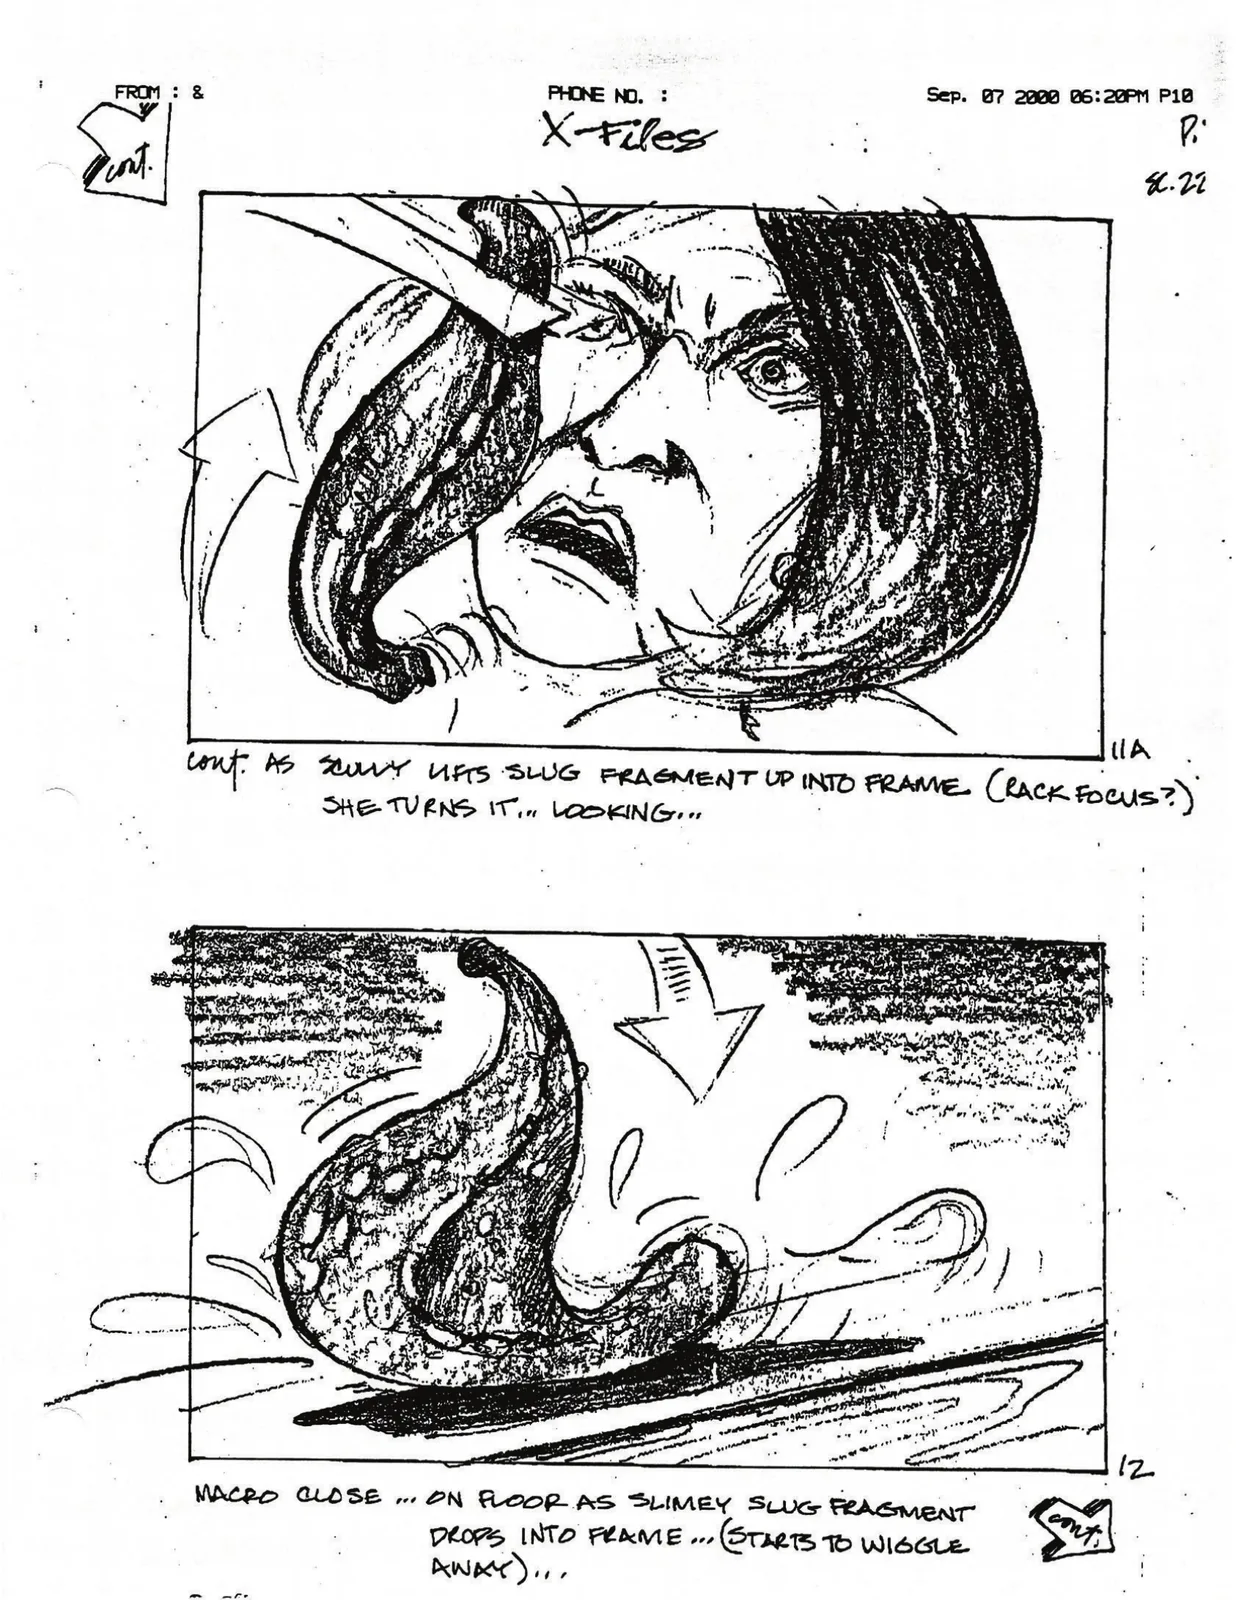 FROM : &
PHONE NO. :
Sep. 07 2000 06:20PM P10
X-Files
P.
SC. 22
cont.
11A
cont. AS SCULLY LIFTS SLUG FRAGMENT UP INTO FRAME (RACK FOCUS?)
SHE TURNS IT... LOOKING...
12
MACRO CLOSE ... ON FLOOR AS SLIMEY SLUG FRAGMENT
DROPS INTO FRAME ... (STARTS TO WIGGLE
AWAY)...
cont.